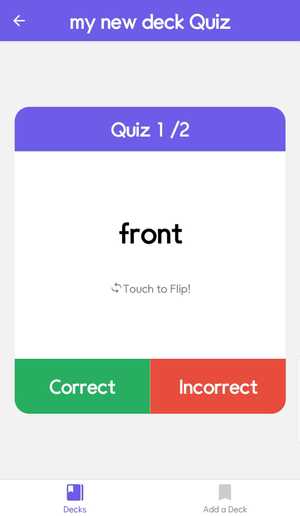 my new deck Quiz
Quiz 1 /2
front
Touch to Flip!
Correct Incorrect
Decks Add a Deck